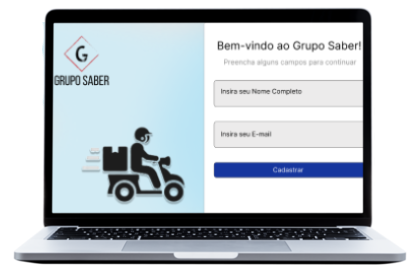 G
GRUPO SABER
Bem-vindo ao Grupo Saber!
Preencha alguns campos para continuar
Insira seu Nome Completo
Insira seu E-mail
Cadastrar